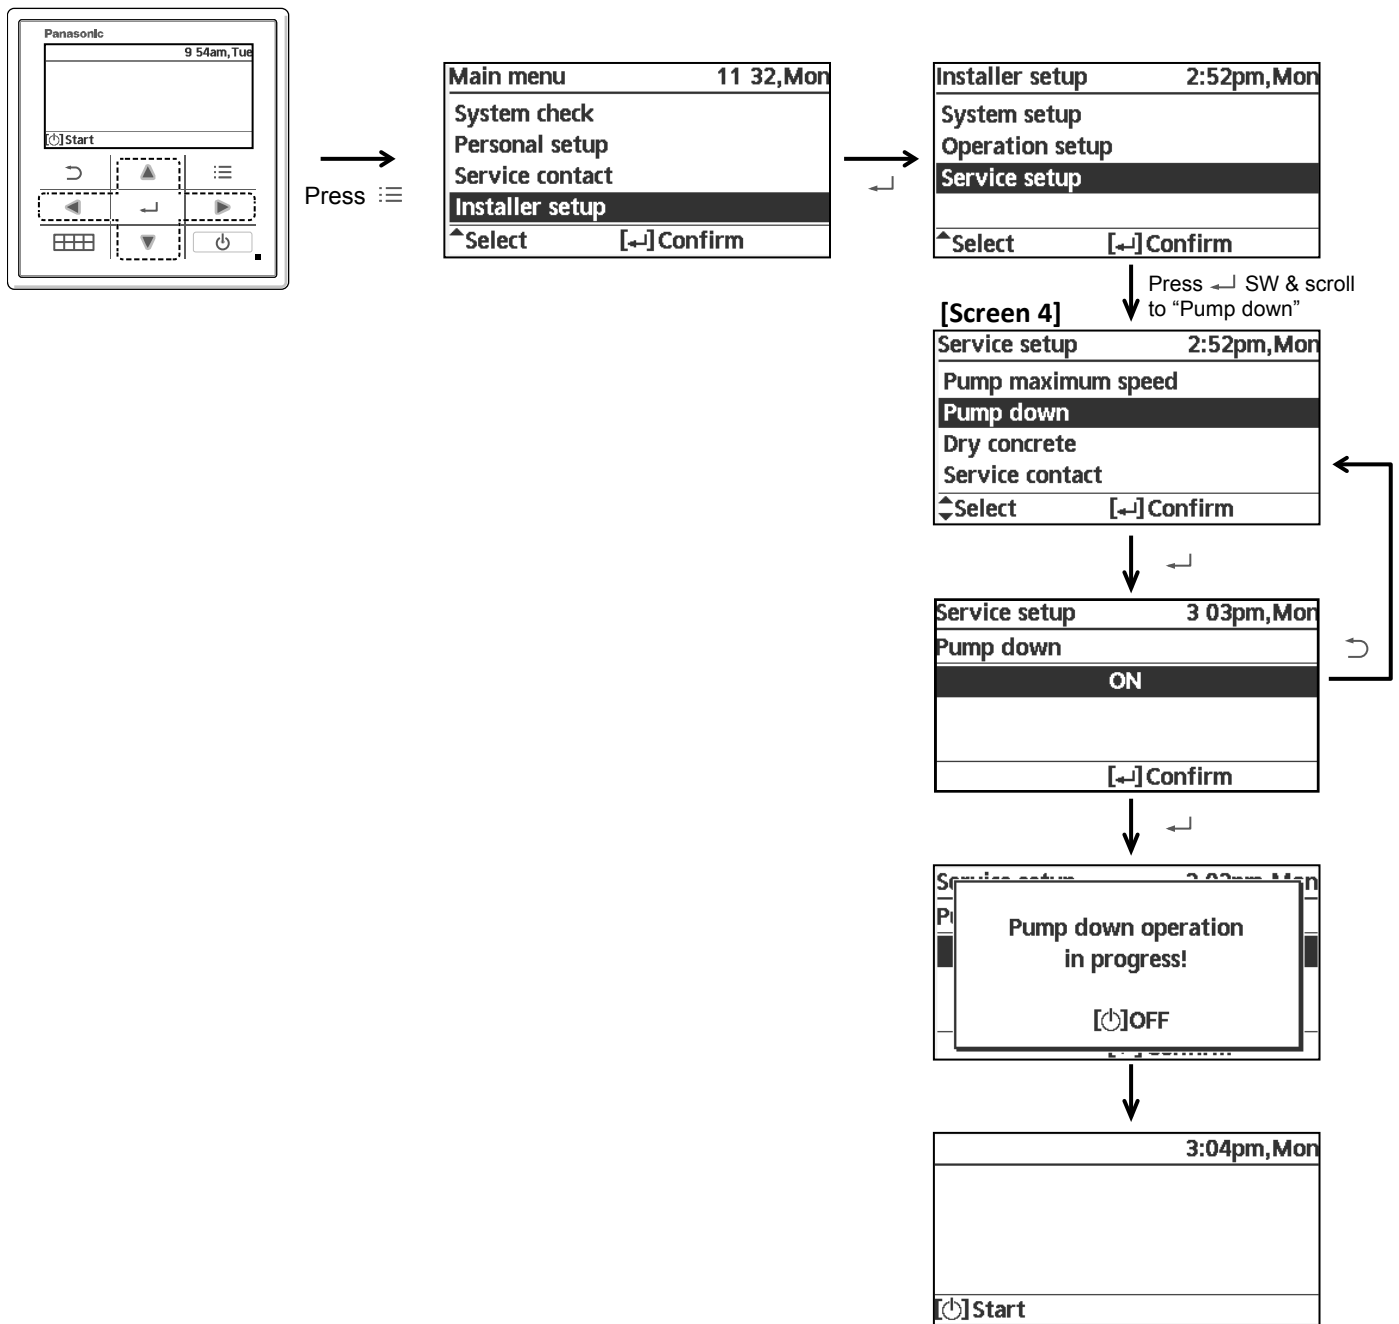 Panasonic
9 54am,Tue
[⏻]Start
Press
Main menu 11 32,Mon
System check
Personal setup
Service contact
Installer setup
Select [↵]Confirm
Installer setup 2:52pm,Mon
System setup
Operation setup
Service setup
Select [↵]Confirm
Press ↵ SW & scroll
to “Pump down”
[Screen 4]
Service setup 2:52pm,Mon
Pump maximum speed
Pump down
Dry concrete
Service contact
Select [↵]Confirm
Service setup 3 03pm,Mon
Pump down
ON
[↵]Confirm
Pump down operation
in progress!
[⏻]OFF
3:04pm,Mon
[⏻]Start